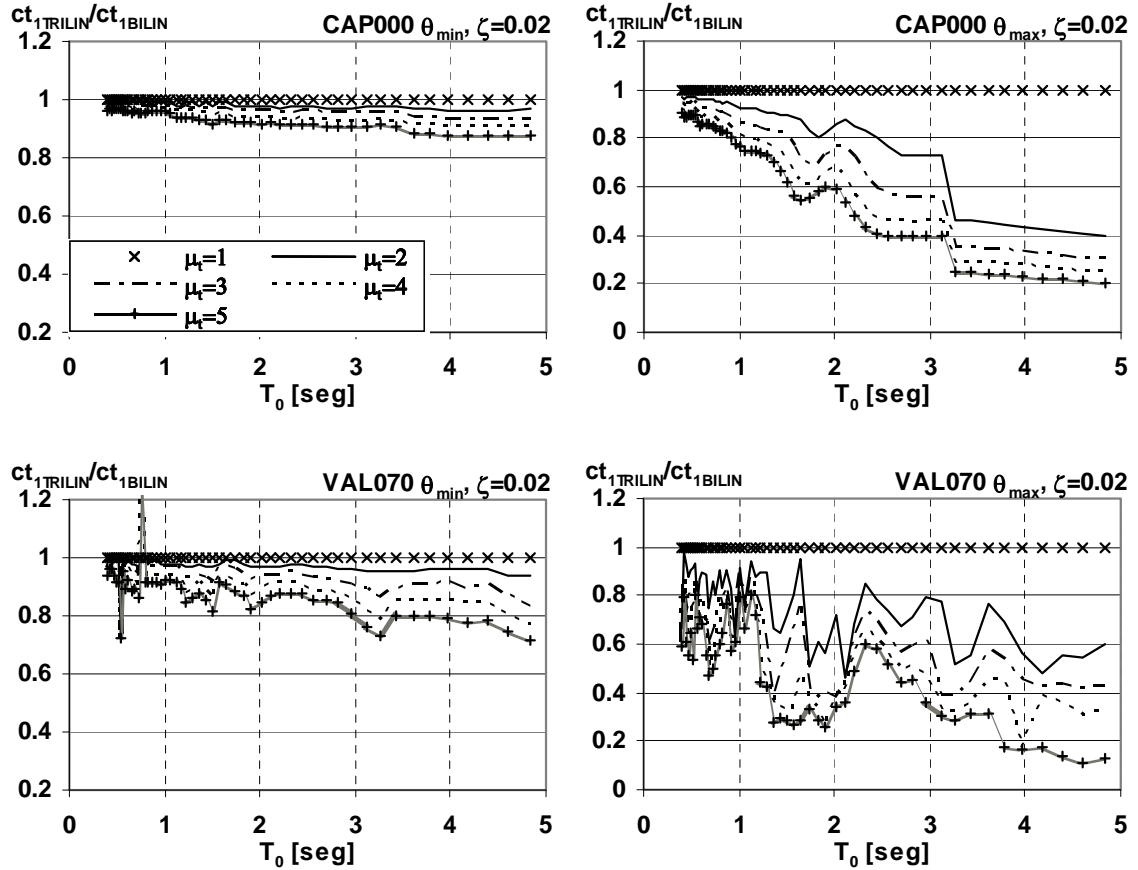 ct1TRILIN/ct1BILIN
CAP000 θmin, ζ=0.02
1.2
1
0.8
0.6
0.4
0.2
μt=1
μt=2
μt=3
μt=4
μt=5
0 1 2 3 4 5
T0 [seg]
ct1TRILIN/ct1BILIN
CAP000 θmax, ζ=0.02
1.2
1
0.8
0.6
0.4
0.2
0
0 1 2 3 4 5
T0 [seg]
ct1TRILIN/ct1BILIN
VAL070 θmin, ζ=0.02
1.2
1
0.8
0.6
0.4
0.2
0 1 2 3 4 5
T0 [seg]
ct1TRILIN/ct1BILIN
VAL070 θmax, ζ=0.02
1.2
1
0.8
0.6
0.4
0.2
0
0 1 2 3 4 5
T0 [seg]